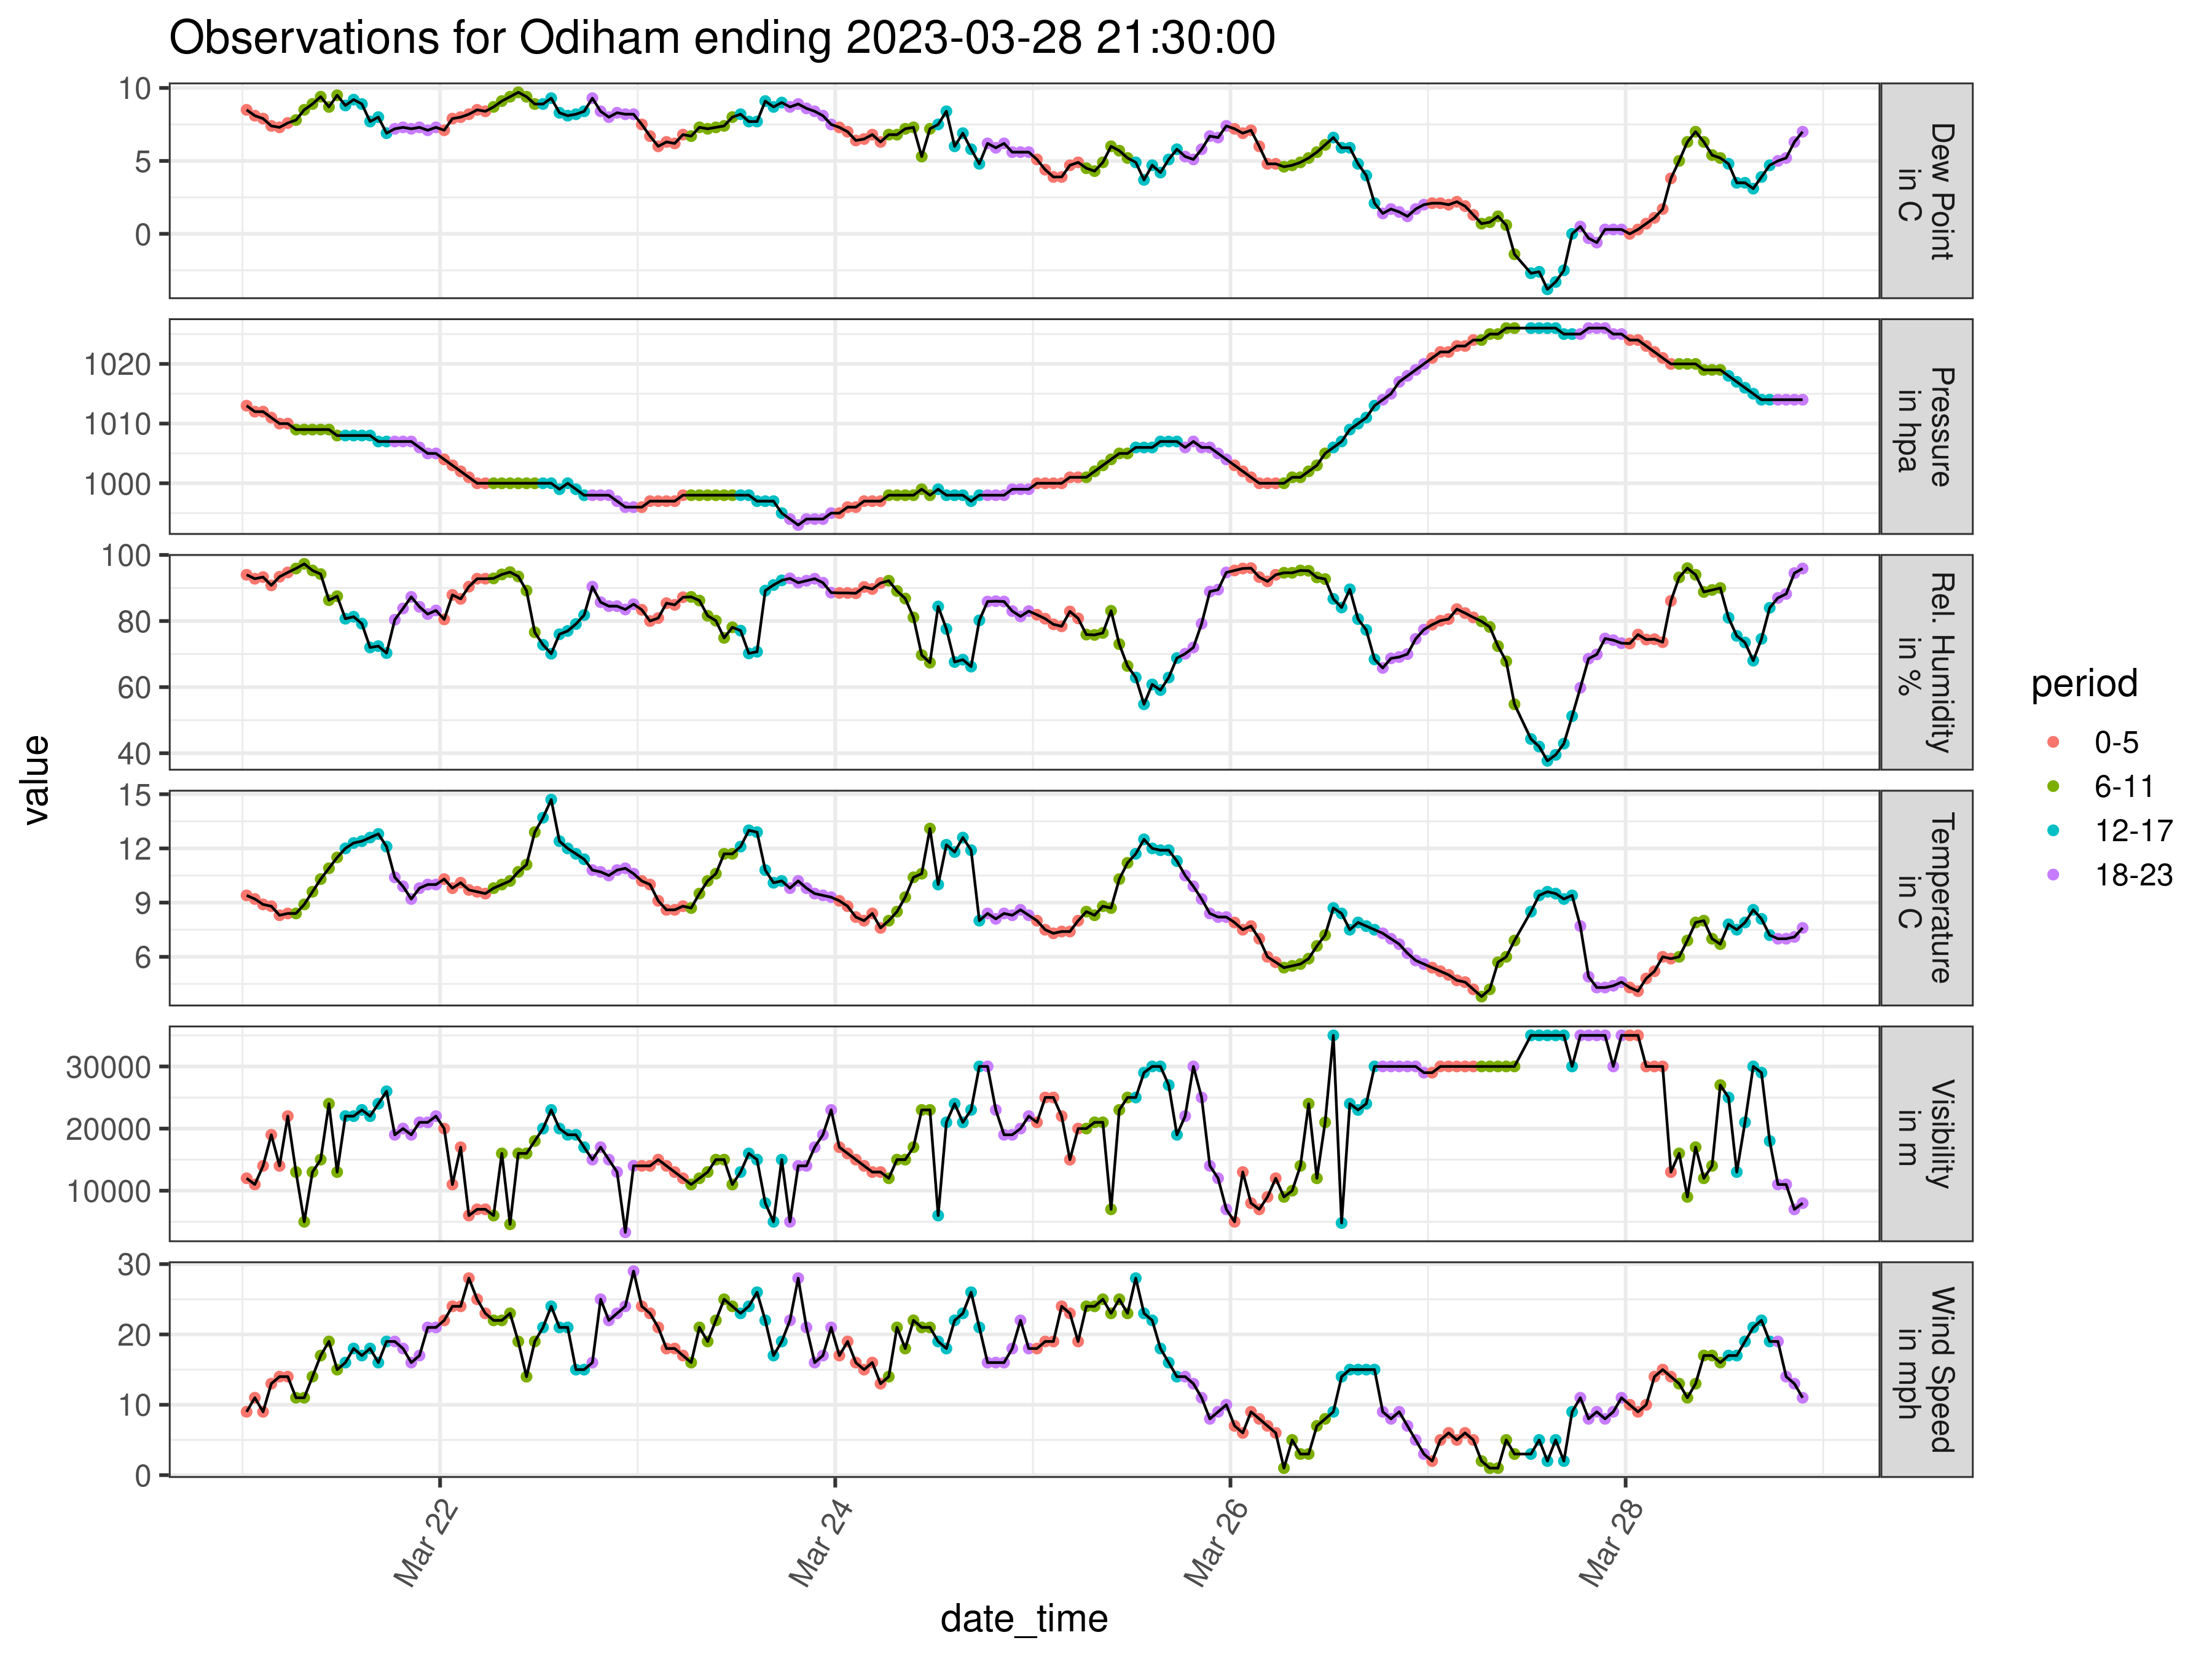 Observations for Odiham ending 2023-03-28 21:30:00
value
10
5
0
Dew Point
in C
1020
1010
1000
Pressure
in hpa
100
80
60
40
Rel. Humidity
in %
15
12
9
6
Temperature
in C
30000
20000
10000
Visibility
in m
30
20
10
0
Wind Speed
in mph
Mar 22
Mar 24
Mar 26
Mar 28
date_time
period
0-5
6-11
12-17
18-23